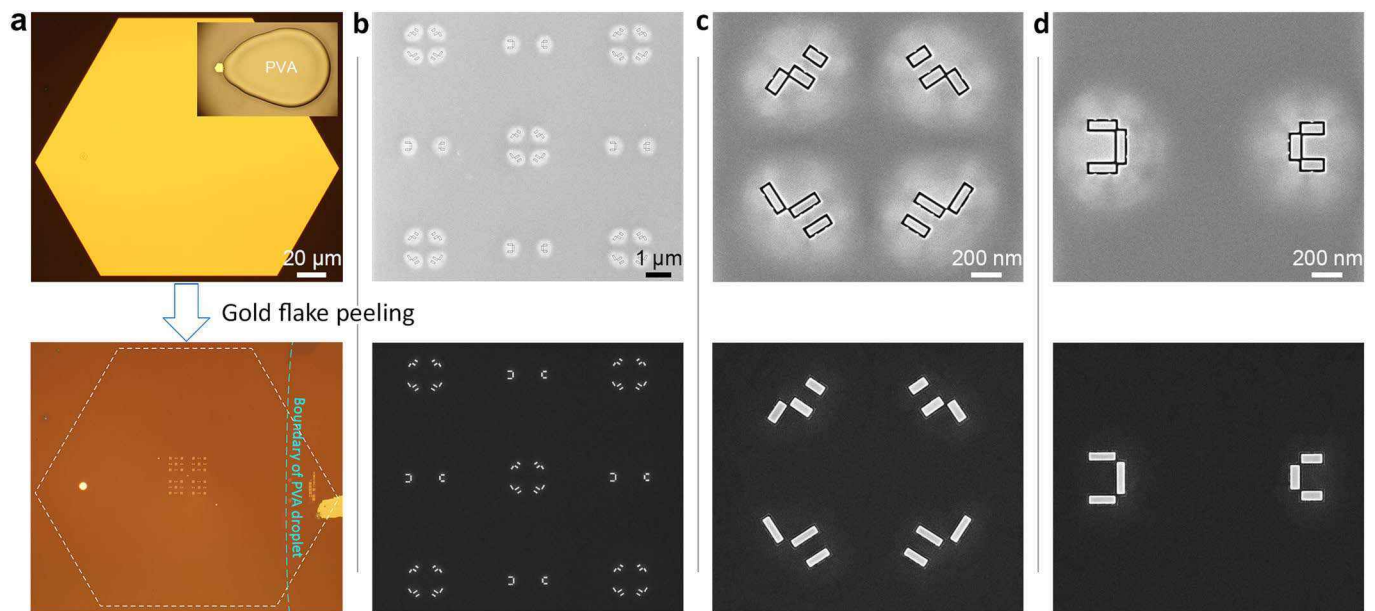 a
PVA
20 µm
b
1 µm
c
200 nm
d
200 nm
Gold flake peeling
Boundary of PVA droplet